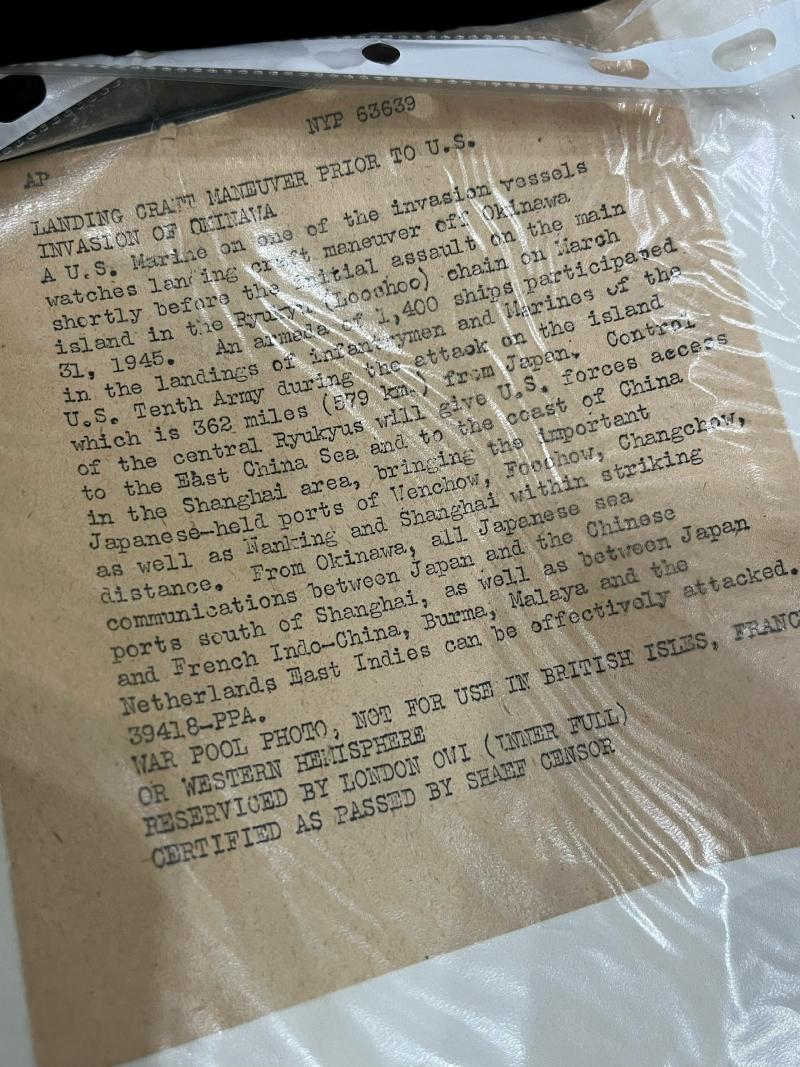 NYP 63639
AP
LANDING CRAFT MANEUVER PRIOR TO U.S.
INVASION OF OKINAWA
A U.S. Marine on one of the invasion vessels
watches landing craft maneuver off Okinawa
shortly before the initial assault on the main
island in the Ryukyu (Loochoo) chain on March
31, 1945. An armada of 1,400 ships participated
in the landings of infantrymen and Marines of the
U.S. Tenth Army during the attack on the island
which is 362 miles (579 km.) from Japan. Control
of the central Ryukyus will give U.S. forces access
to the East China Sea and to the coast of China
in the Shanghai area, bringing the important
Japanese-held ports of Wenchow, Foochow, Changchow,
as well as Nanking and Shanghai within striking
distance. From Okinawa, all Japanese sea
communications between Japan and the Chinese
ports south of Shanghai, as well as between Japan
and French Indo-China, Burma, Malaya and the
Netherlands East Indies can be effectively attacked.
39418-PPA.
WAR POOL PHOTO, NOT FOR USE IN BRITISH ISLES, FRANC
OR WESTERN HEMISPHERE
RESERVICED BY LONDON OWI (INNER FULL)
CERTIFIED AS PASSED BY SHAEF CENSOR